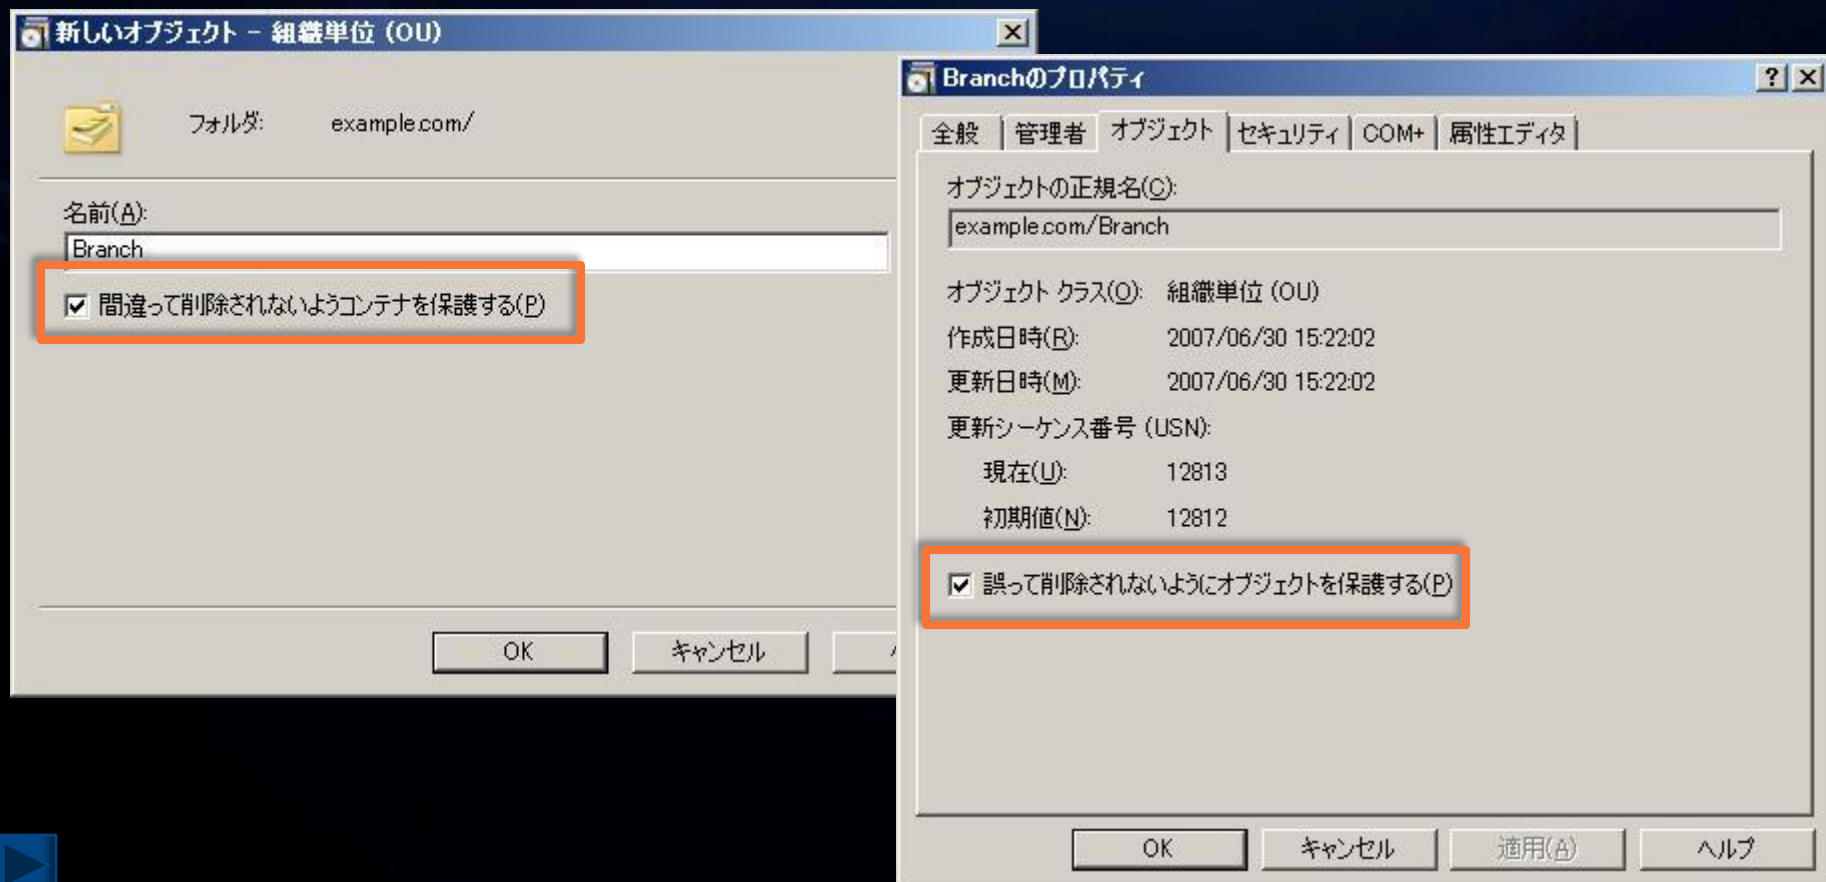 新しいオブジェクト - 組織単位 (OU)
フォルダ: example.com/
名前(A):
Branch
間違って削除されないようコンテナを保護する(P)
OK キャンセル
Branchのプロパティ
全般 管理者 オブジェクト セキュリティ COM+ 属性エディタ
オブジェクトの正規名(C):
example.com/Branch
オブジェクト クラス(O): 組織単位 (OU)
作成日時(R): 2007/06/30 15:22:02
更新日時(M): 2007/06/30 15:22:02
更新シーケンス番号 (USN):
現在(U): 12813
初期値(N): 12812
誤って削除されないようにオブジェクトを保護する(P)
OK キャンセル 適用(A) ヘルプ